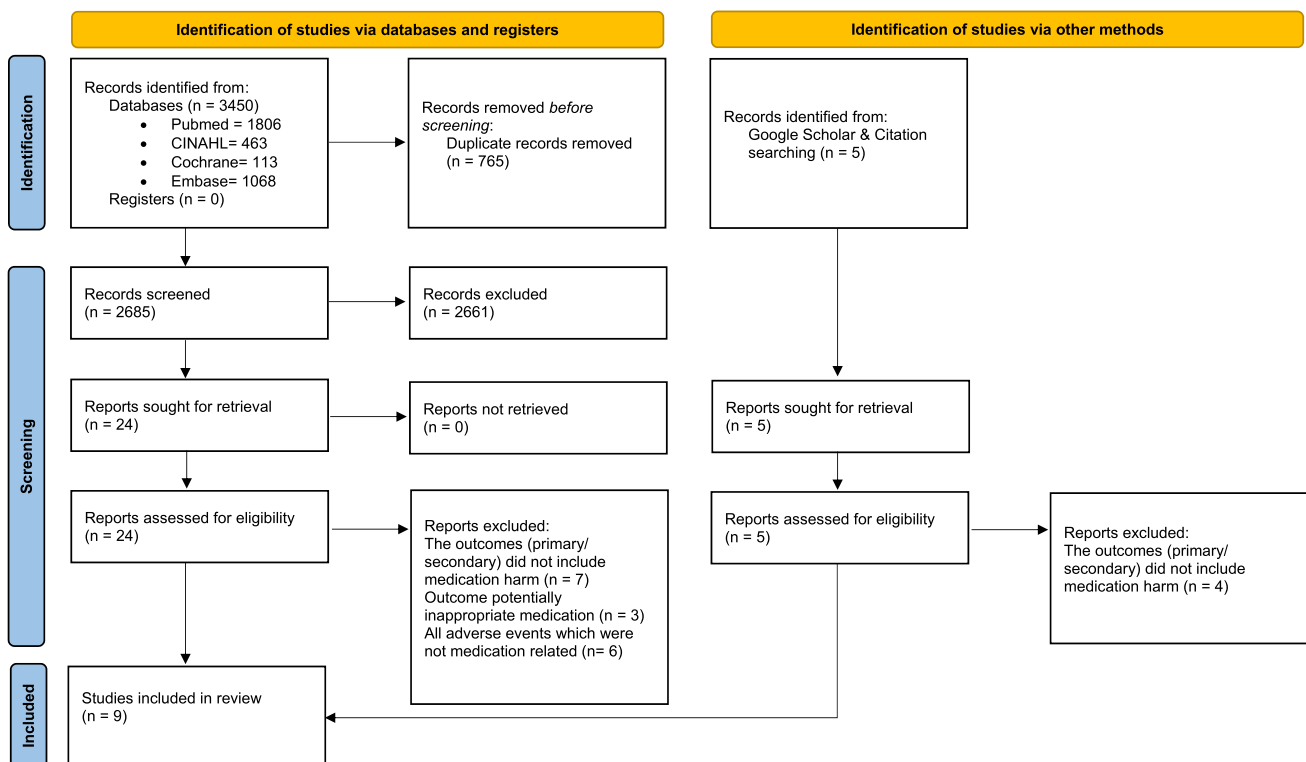 Identification of studies via databases and registers
Identification of studies via other methods
Identification
Records identified from:
Databases (n = 3450)
• Pubmed = 1806
• CINAHL= 463
• Cochrane= 113
• Embase= 1068
Registers (n = 0)
Records removed before
screening:
Duplicate records removed
(n = 765)
Records identified from:
Google Scholar & Citation
searching (n = 5)
Screening
Records screened
(n = 2685)
Records excluded
(n = 2661)
Reports sought for retrieval
(n = 24)
Reports not retrieved
(n = 0)
Reports sought for retrieval
(n = 5)
Reports assessed for eligibility
(n = 24)
Reports excluded:
The outcomes (primary/
secondary) did not include
medication harm (n = 7)
Outcome potentially
inappropriate medication (n = 3)
All adverse events which were
not medication related (n= 6)
Reports assessed for eligibility
(n = 5)
Reports excluded:
The outcomes (primary/
secondary) did not include
medication harm (n = 4)
Included
Studies included in review
(n = 9)